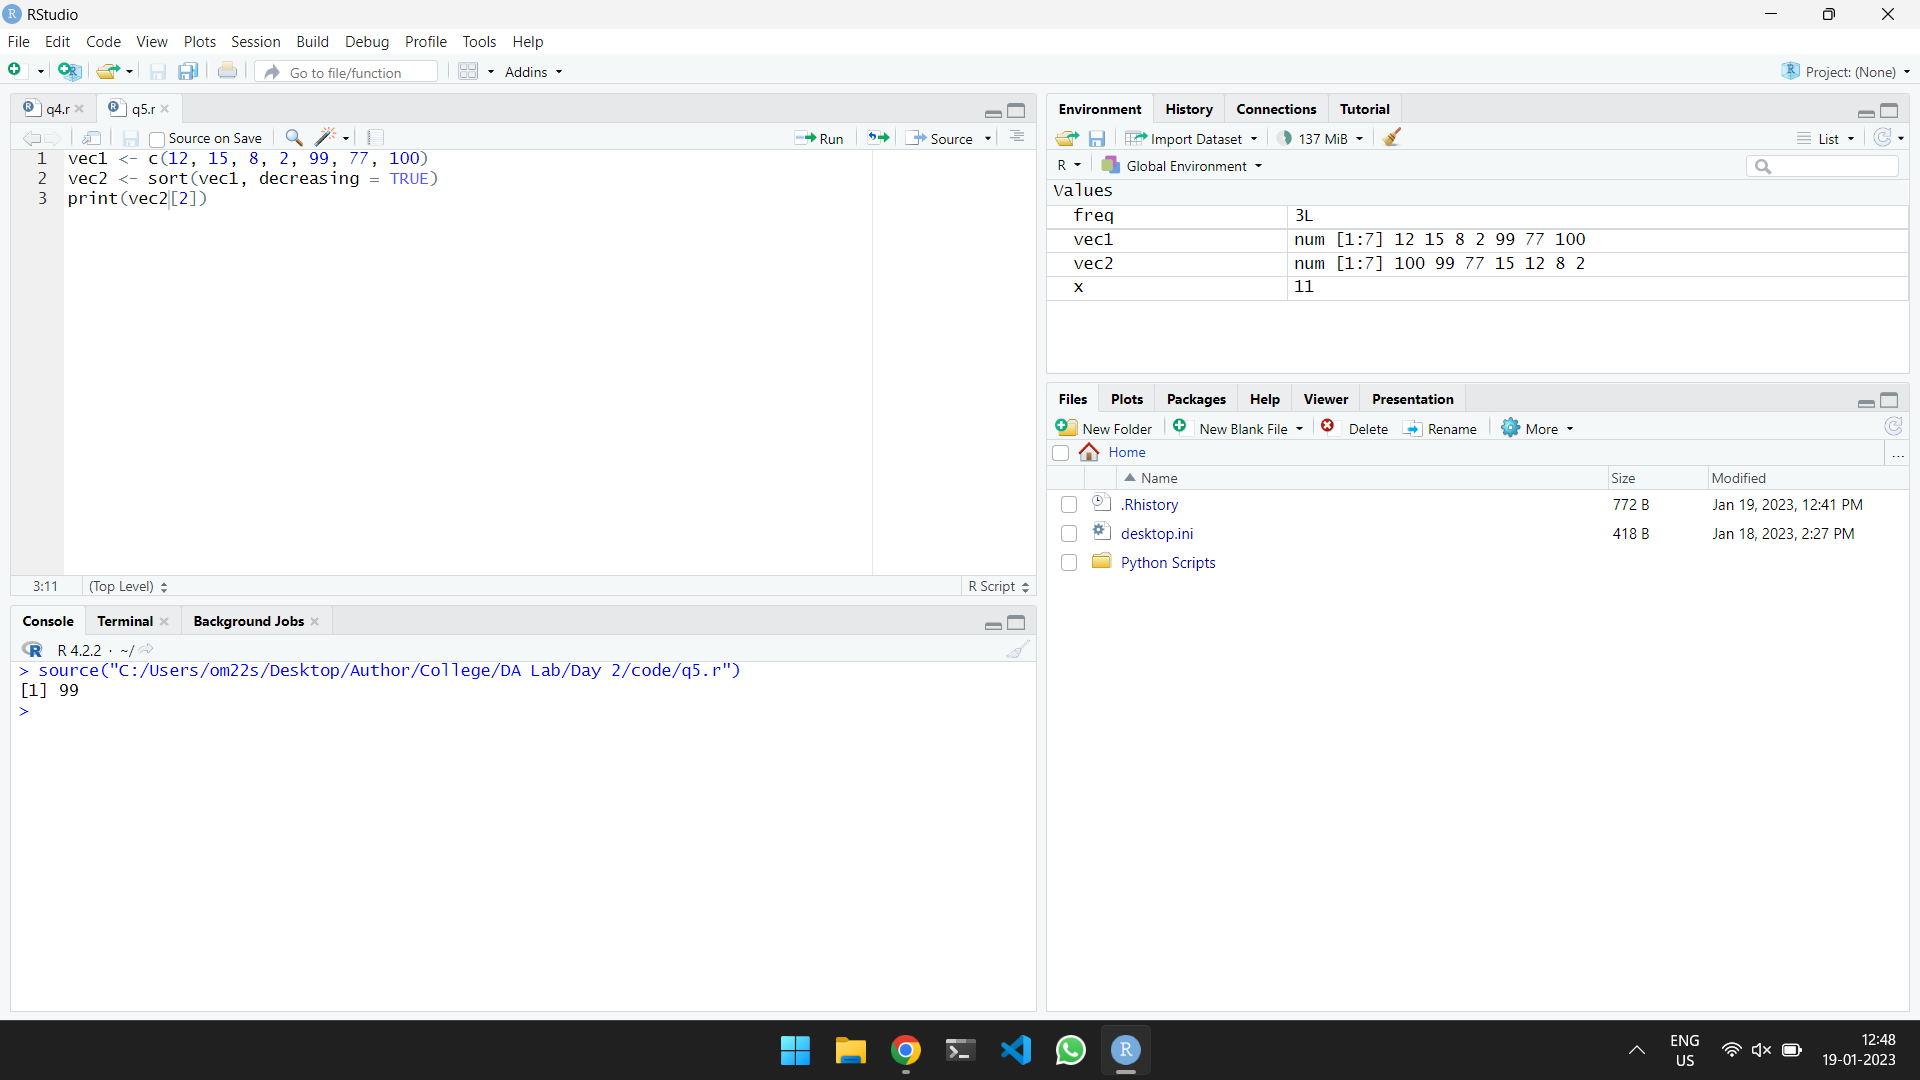 RStudio
File Edit Code View Plots Session Build Debug Profile Tools Help
Go to file/function Addins Project: (None)
q4.r q5.r
Source on Save Run Source
1 vec1 <- c(12, 15, 8, 2, 99, 77, 100)
2 vec2 <- sort(vec1, decreasing = TRUE)
3 print(vec2[2])
3:11 (Top Level) R Script
Console Terminal Background Jobs
R 4.2.2 · ~/
> source("C:/Users/om22s/Desktop/Author/College/DA Lab/Day 2/code/q5.r")
[1] 99
>
Environment History Connections Tutorial
Import Dataset 137 MiB List
R Global Environment
Values
freq 3L
vec1 num [1:7] 12 15 8 2 99 77 100
vec2 num [1:7] 100 99 77 15 12 8 2
x 11
Files Plots Packages Help Viewer Presentation
New Folder New Blank File Delete Rename More
Home ...
Name Size Modified
.Rhistory 772 B Jan 19, 2023, 12:41 PM
desktop.ini 418 B Jan 18, 2023, 2:27 PM
Python Scripts
ENG
US
12:48
19-01-2023